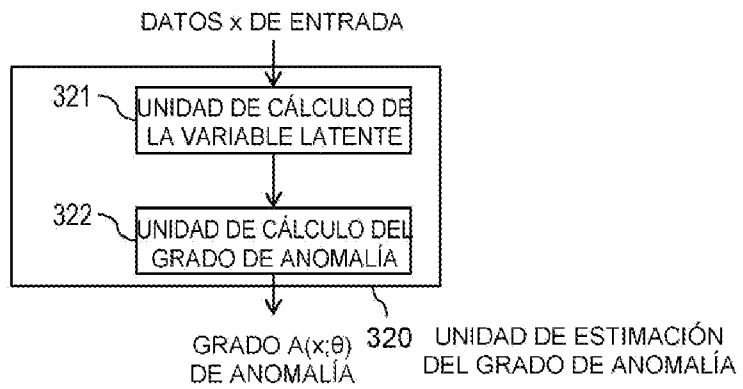 DATOS x DE ENTRADA
321
UNIDAD DE CÁLCULO DE
LA VARIABLE LATENTE
322
UNIDAD DE CÁLCULO DEL
GRADO DE ANOMALÍA
GRADO A(x;θ)
DE ANOMALÍA
320 UNIDAD DE ESTIMACIÓN
DEL GRADO DE ANOMALÍA